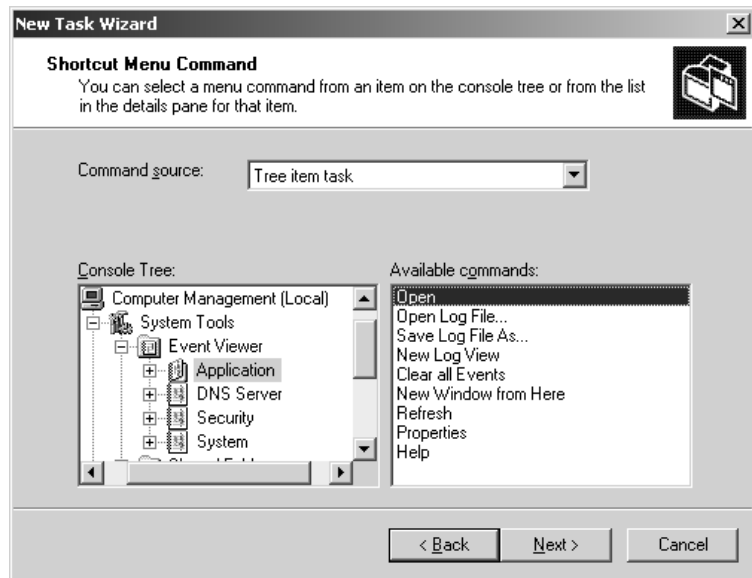 New Task Wizard
Shortcut Menu Command
You can select a menu command from an item on the console tree or from the list
in the details pane for that item.
Command source:
Tree item task
Console Tree:
Computer Management (Local)
System Tools
Event Viewer
Application
DNS Server
Security
System
Available commands:
Open
Open Log File...
Save Log File As...
New Log View
Clear all Events
New Window from Here
Refresh
Properties
Help
< Back
Next >
Cancel